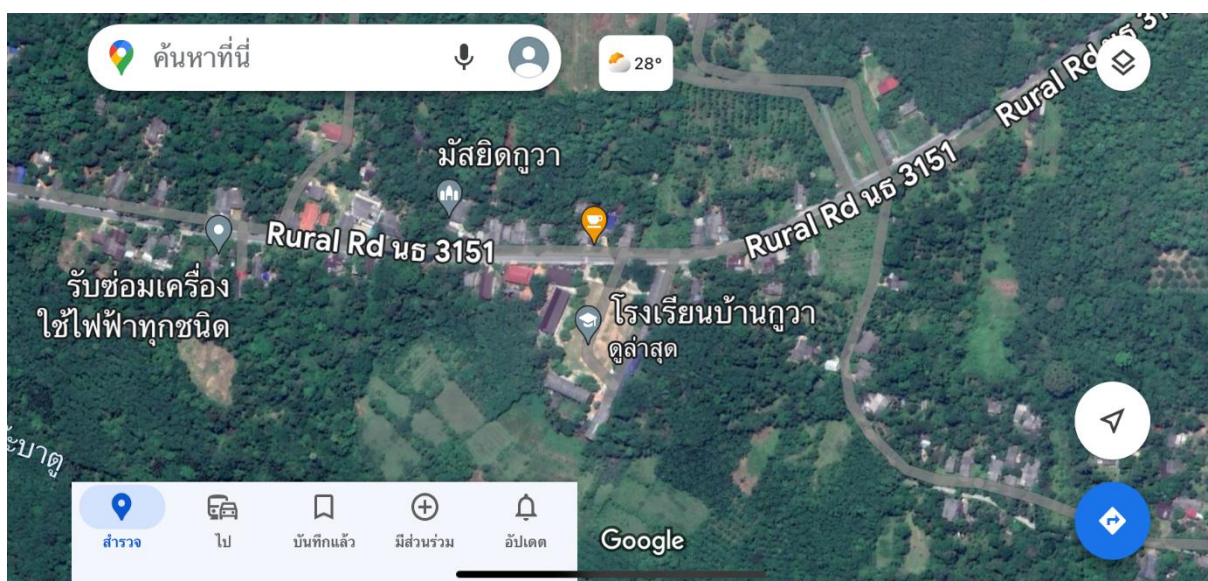 ค้นหาที่นี่
28°
Rural Rd นธ 3151
มัสยิดกูวา
Rural Rd นธ 3151
Rural Rd นธ 3151
รับซ่อมเครื่อง
ใช้ไฟฟ้าทุกชนิด
โรงเรียนบ้านกูวา
ดูล่าสุด
สำรวจ
ไป
บันทึกแล้ว
มีส่วนร่วม
อัปเดต
Google